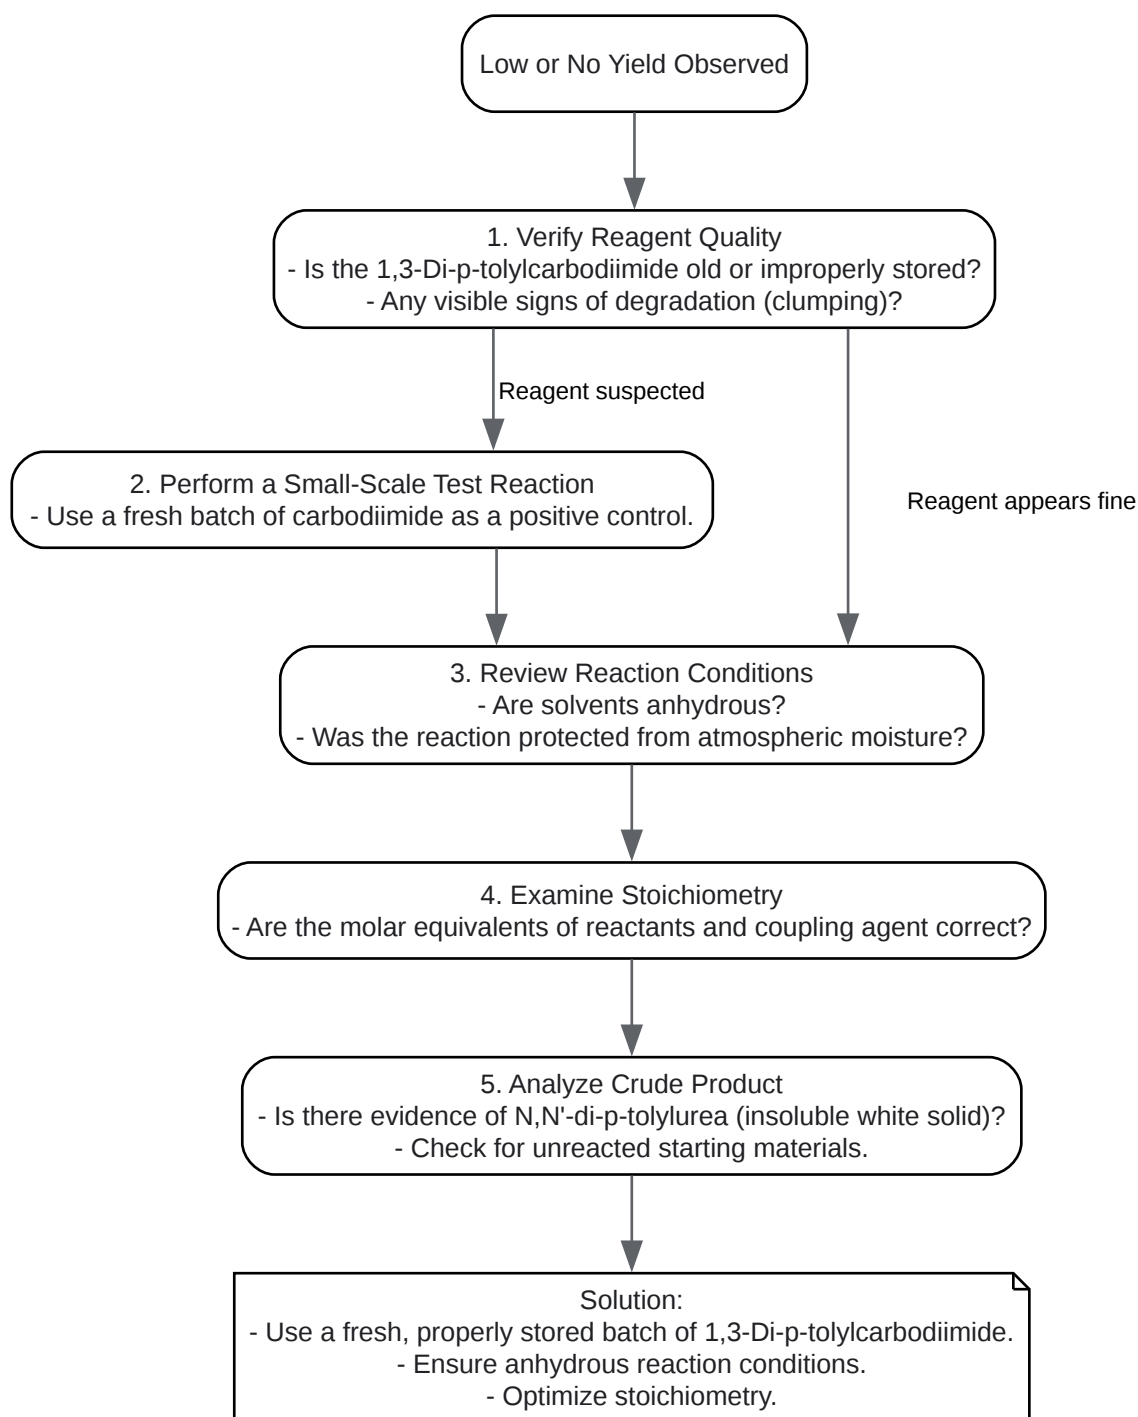 Low or No Yield Observed
1. Verify Reagent Quality
- Is the 1,3-Di-p-tolylcarbodiimide old or improperly stored?
- Any visible signs of degradation (clumping)?
Reagent suspected
2. Perform a Small-Scale Test Reaction
- Use a fresh batch of carbodiimide as a positive control.
Reagent appears fine
3. Review Reaction Conditions
- Are solvents anhydrous?
- Was the reaction protected from atmospheric moisture?
4. Examine Stoichiometry
- Are the molar equivalents of reactants and coupling agent correct?
5. Analyze Crude Product
- Is there evidence of N,N'-di-p-tolylurea (insoluble white solid)?
- Check for unreacted starting materials.
Solution:
- Use a fresh, properly stored batch of 1,3-Di-p-tolylcarbodiimide.
- Ensure anhydrous reaction conditions.
- Optimize stoichiometry.